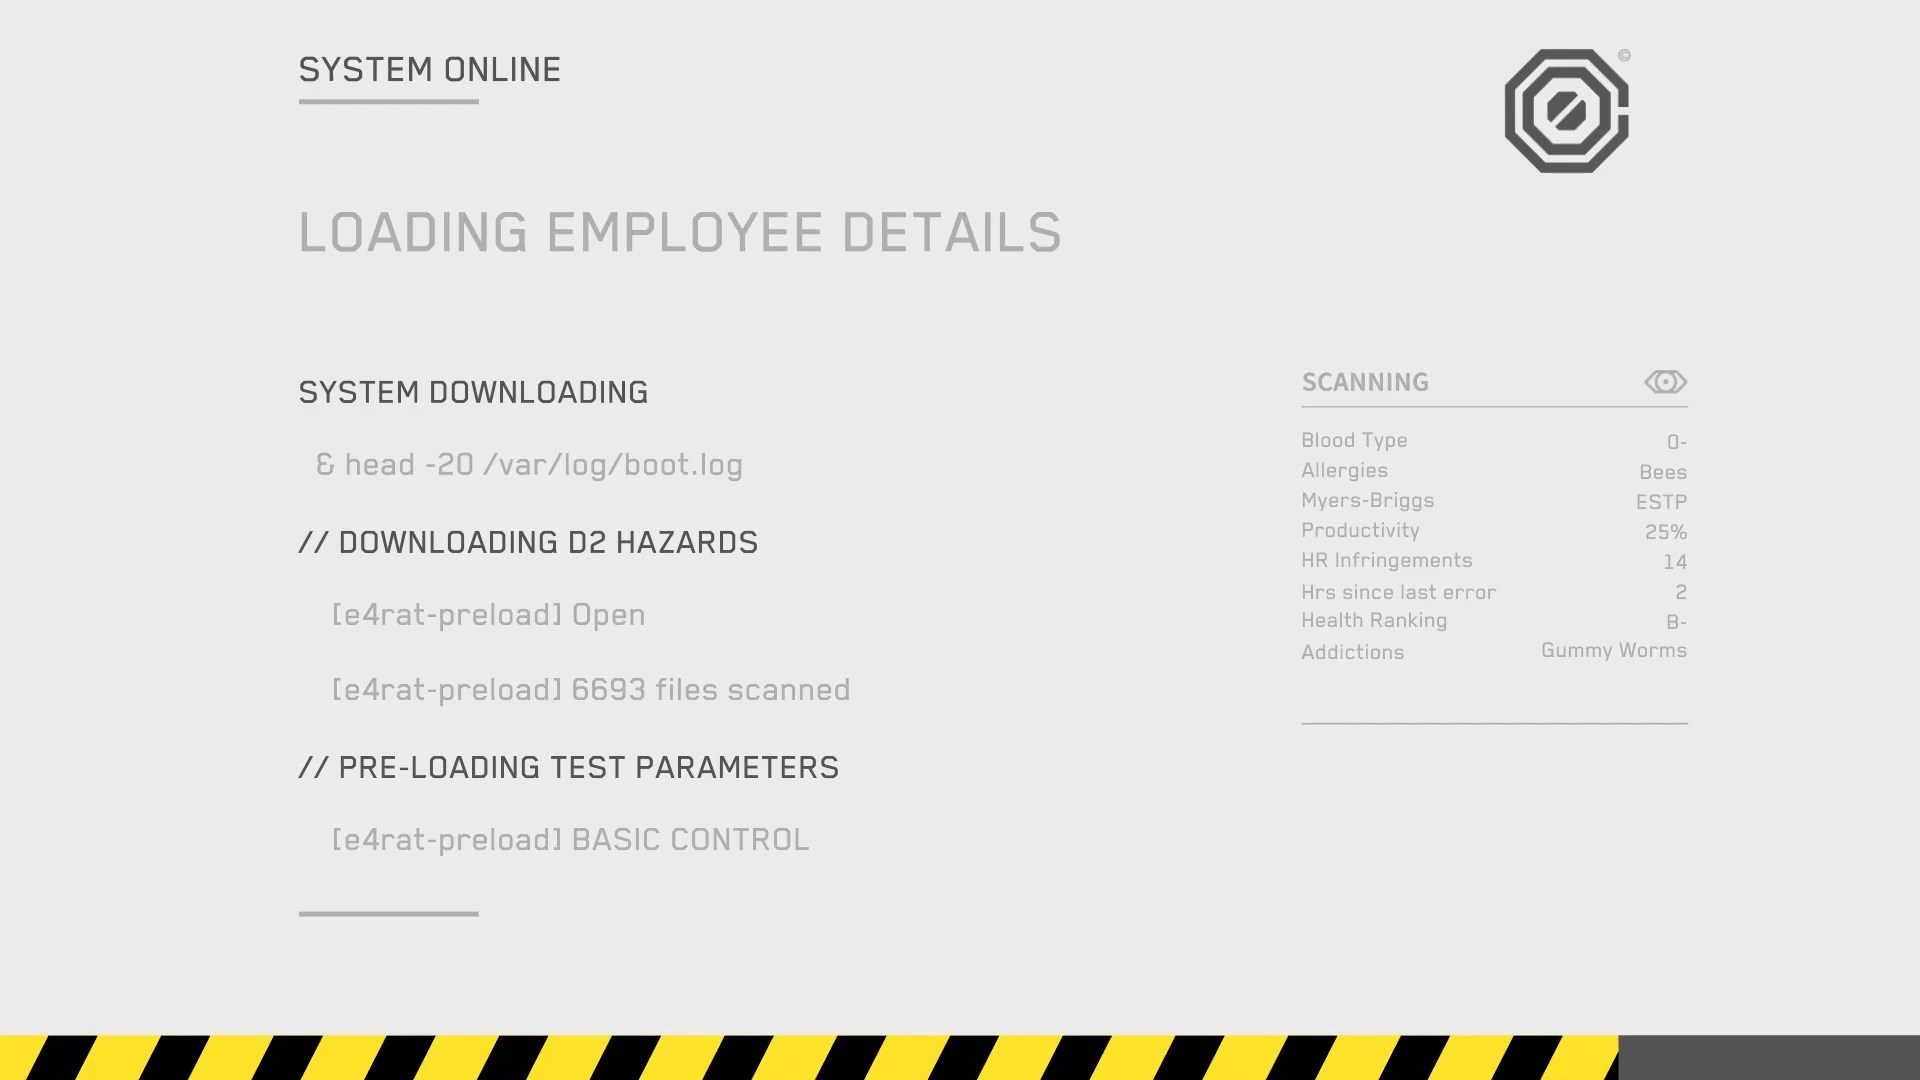 SYSTEM ONLINE
©
LOADING EMPLOYEE DETAILS
SYSTEM DOWNLOADING
& head -20 /var/log/boot.log
// DOWNLOADING D2 HAZARDS
[e4rat-preload] Open
[e4rat-preload] 6693 files scanned
// PRE-LOADING TEST PARAMETERS
[e4rat-preload] BASIC CONTROL
SCANNING
Blood Type O-
Allergies Bees
Myers-Briggs ESTP
Productivity 25%
HR Infringements 14
Hrs since last error 2
Health Ranking B-
Addictions Gummy Worms